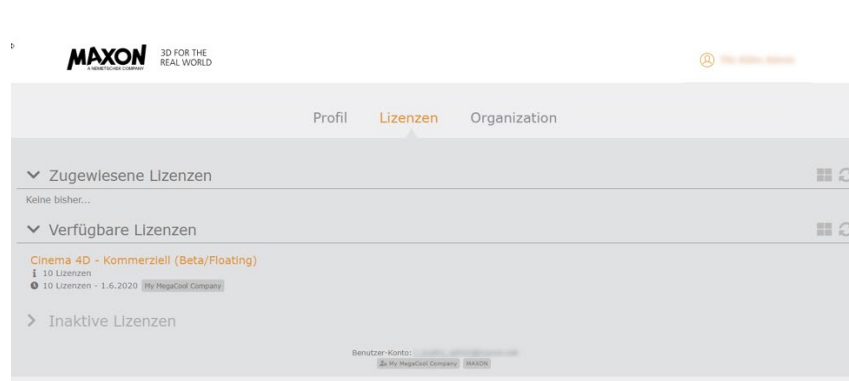 MAXON
A NEMETSCHEK COMPANY
3D FOR THE
REAL WORLD
Profil Lizenzen Organization
Zugewiesene Lizenzen
Keine bisher...
Verfügbare Lizenzen
Cinema 4D - Kommerziell (Beta/Floating)
10 Lizenzen
10 Lizenzen - 1.6.2020 My MegaCool Company
Inaktive Lizenzen
Benutzer-Konto:
My MegaCool Company MAXON